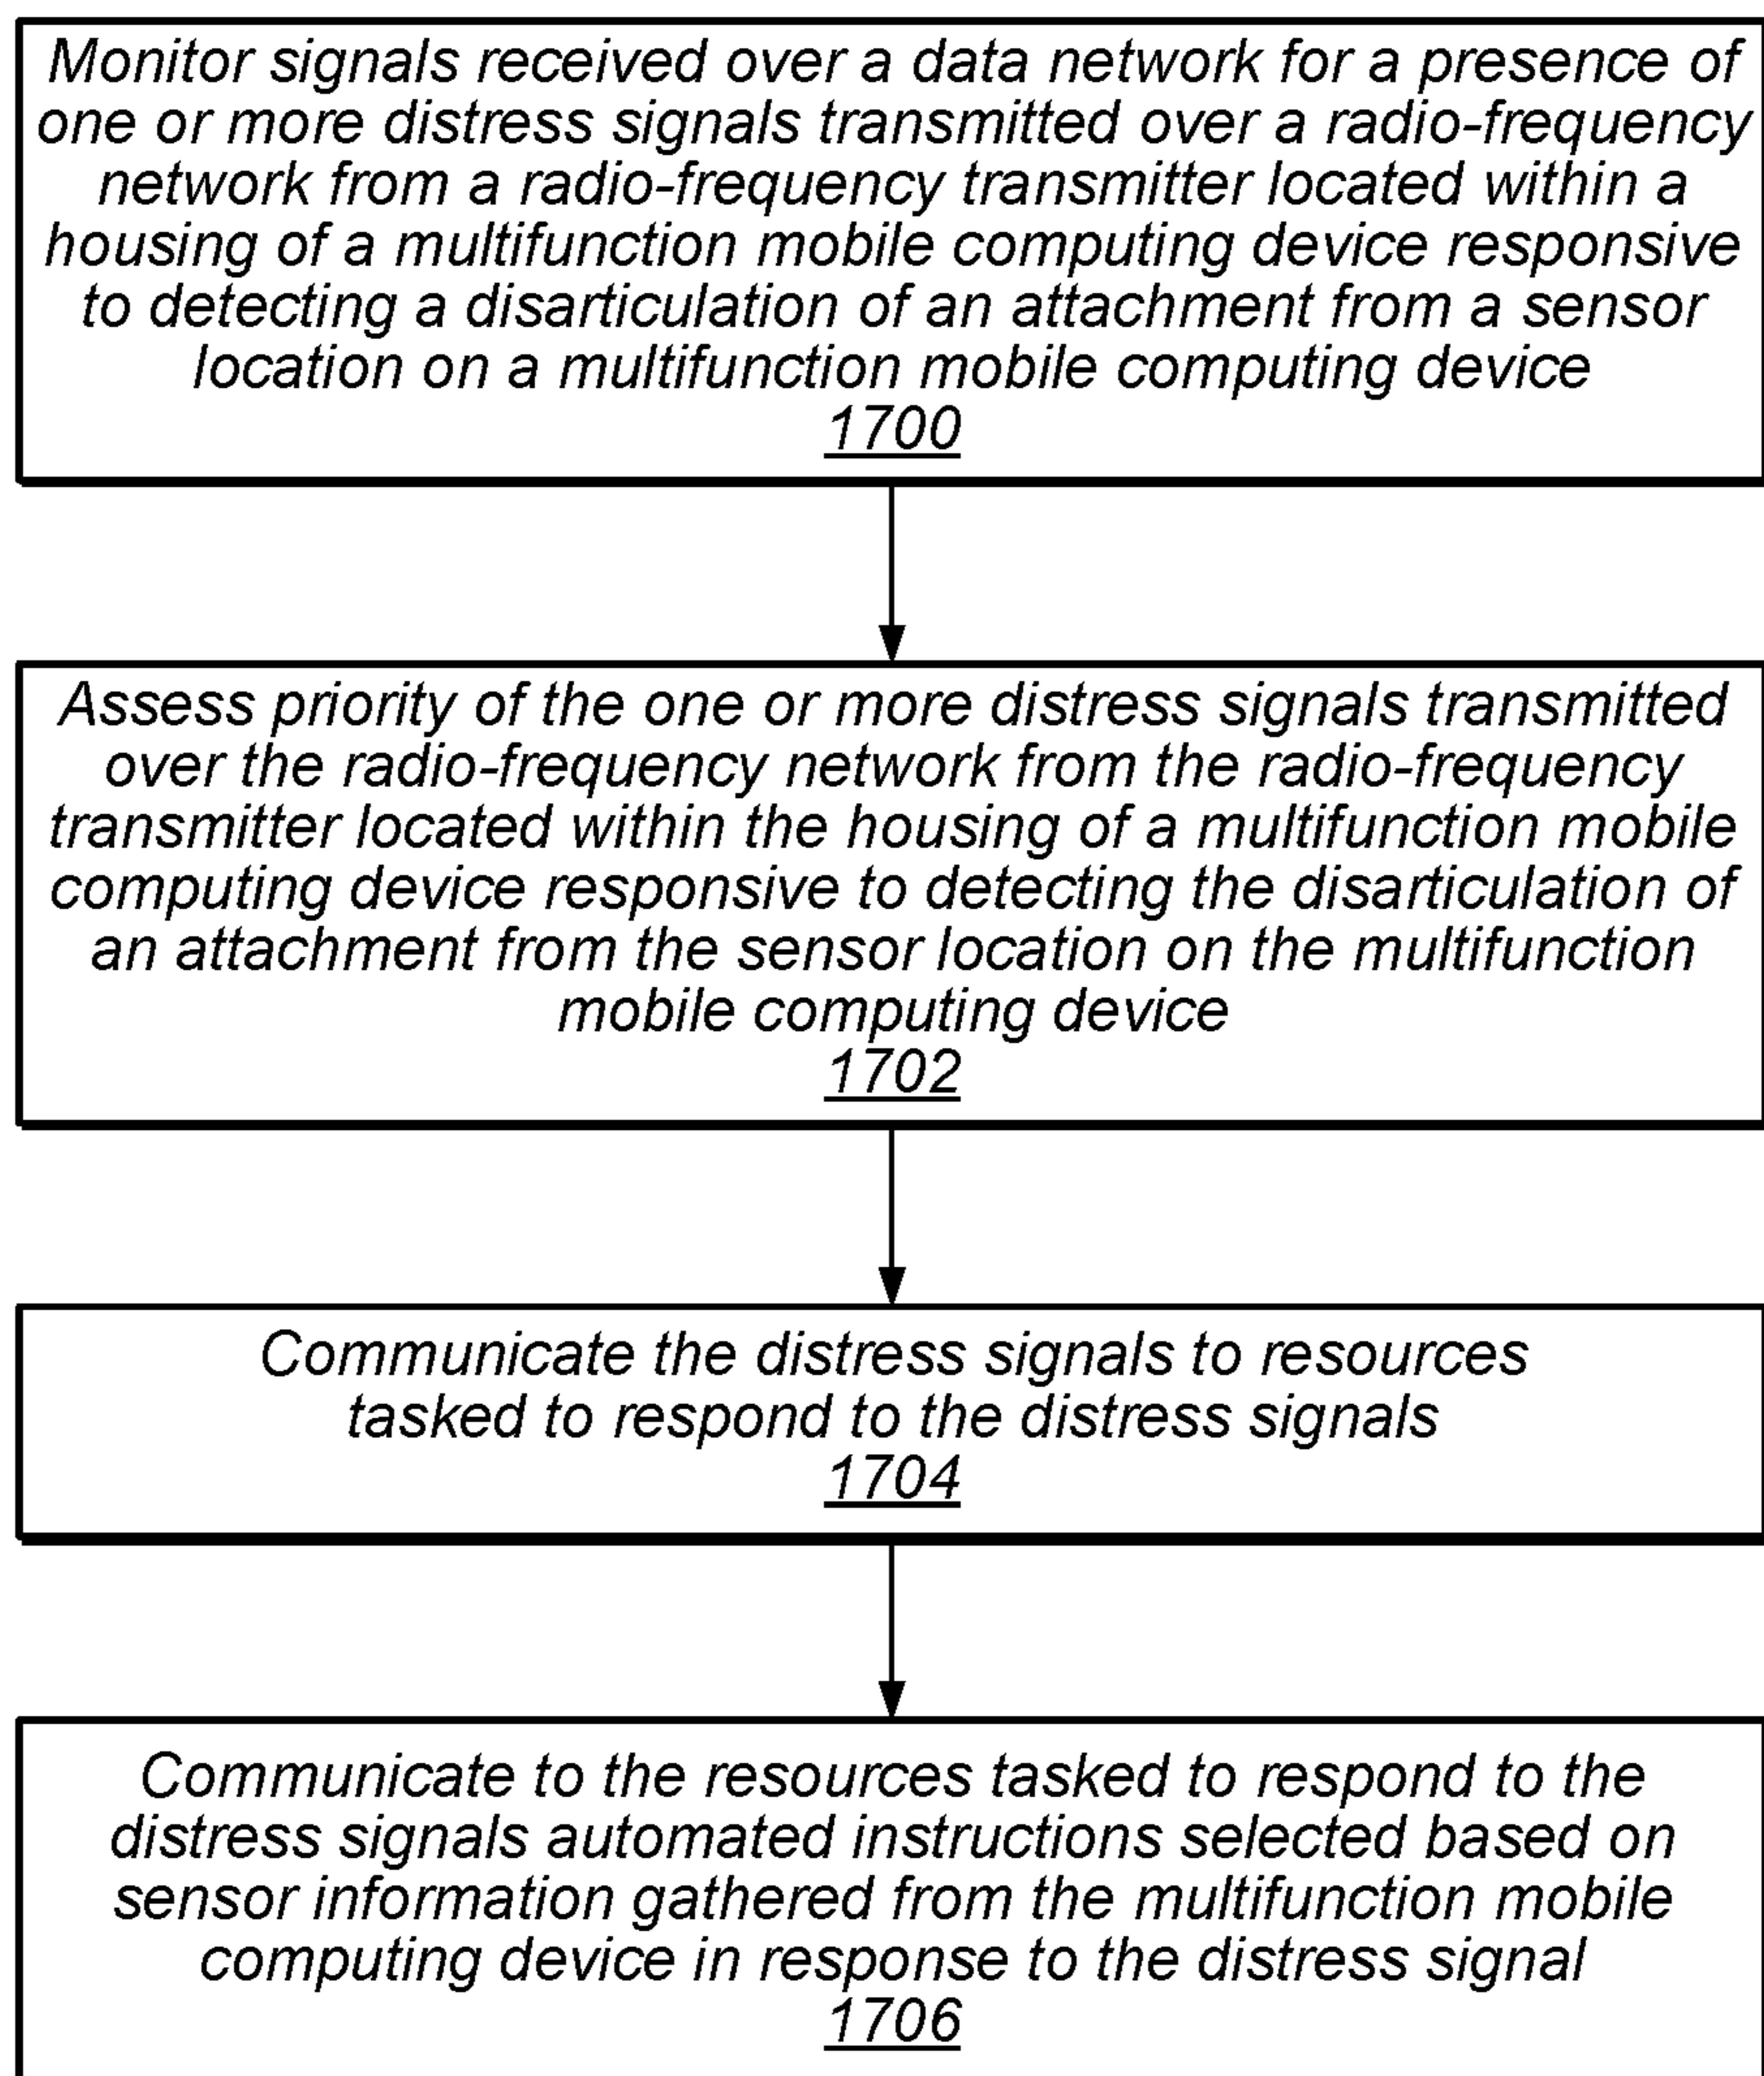 Monitor signals received over a data network for a presence of
one or more distress signals transmitted over a radio-frequency
network from a radio-frequency transmitter located within a
housing of a multifunction mobile computing device responsive
to detecting a disarticulation of an attachment from a sensor
location on a multifunction mobile computing device
1700
Assess priority of the one or more distress signals transmitted
over the radio-frequency network from the radio-frequency
transmitter located within the housing of a multifunction mobile
computing device responsive to detecting the disarticulation of
an attachment from the sensor location on the multifunction
mobile computing device
1702
Communicate the distress signals to resources
tasked to respond to the distress signals
1704
Communicate to the resources tasked to respond to the
distress signals automated instructions selected based on
sensor information gathered from the multifunction mobile
computing device in response to the distress signal
1706